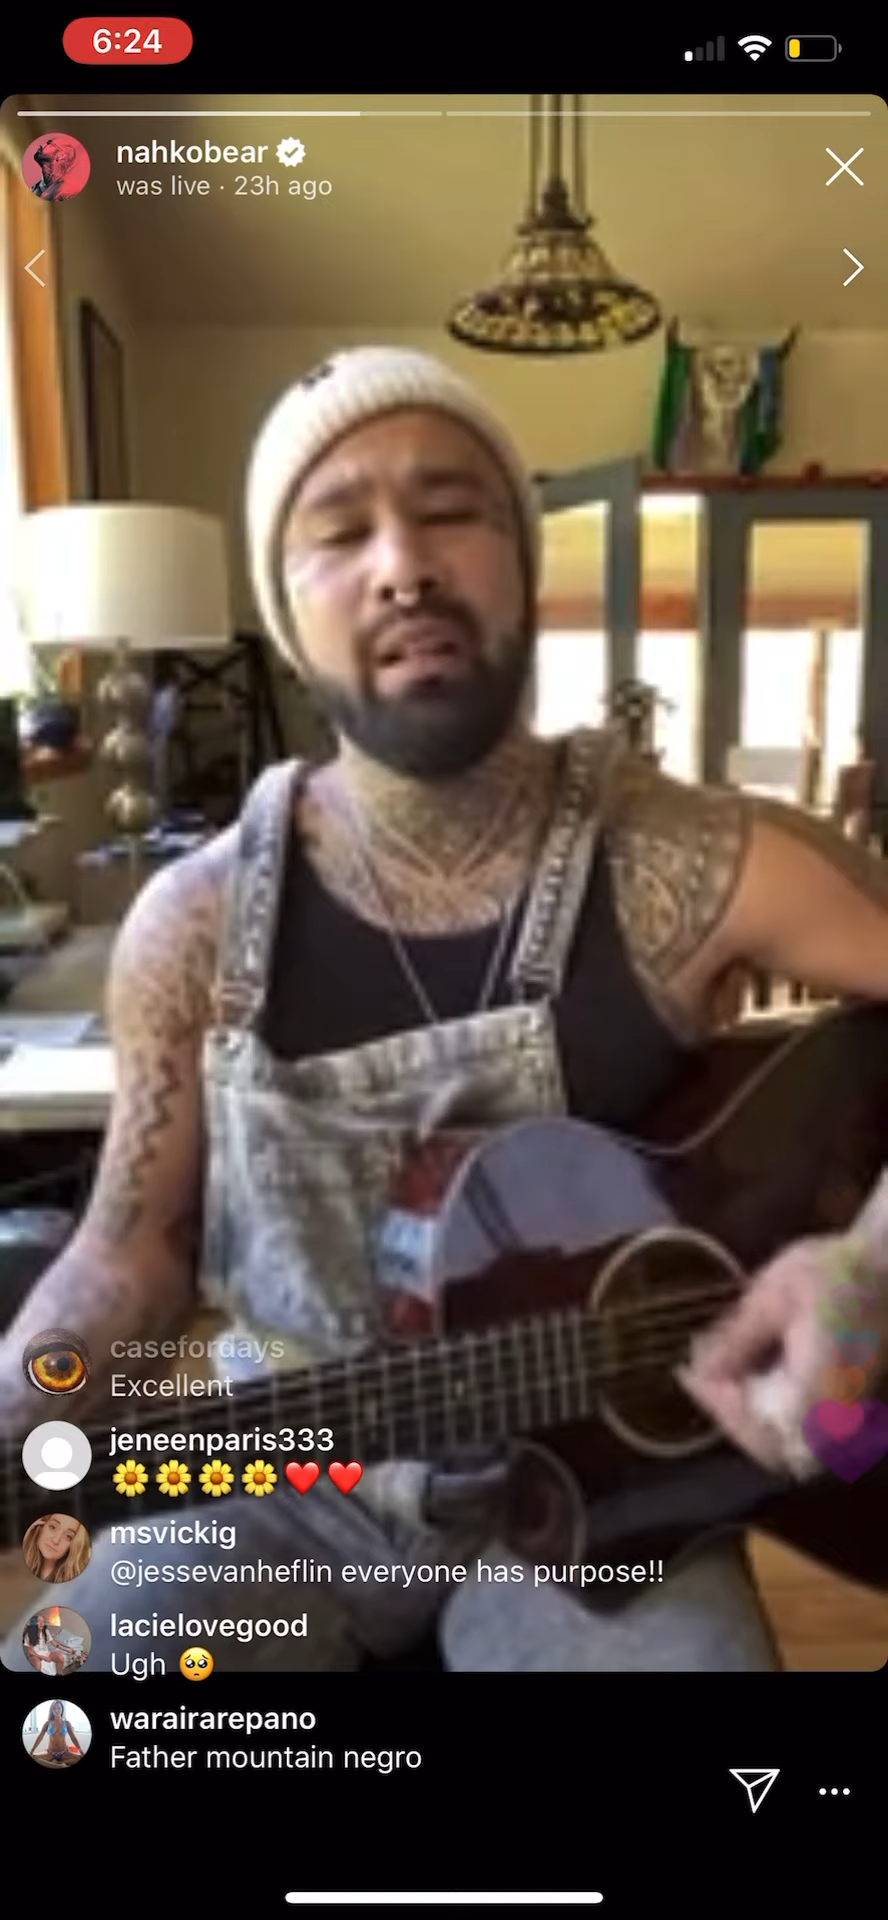 6:24
nahkobear
was live · 23h ago
casefordays
Excellent
jeneenparis333
🌼🌼🌼🌼❤️❤️
msvickig
@jessevanheflin everyone has purpose!!
lacielovegood
Ugh 🥺
warairarepano
Father mountain negro